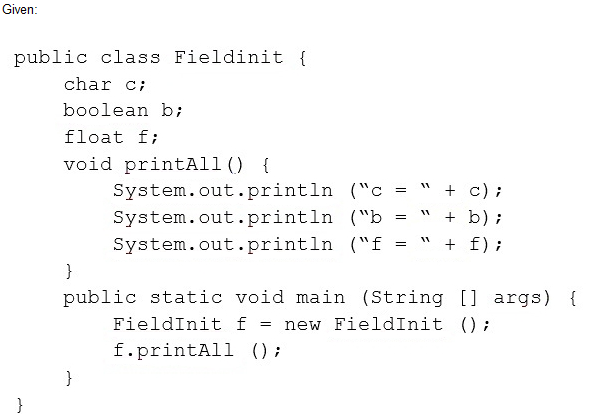 Given:
public class Fieldinit {
char c;
boolean b;
float f;
void printAll() {
System.out.println (“c = “ + c);
System.out.println (“b = “ + b);
System.out.println (“f = “ + f);
}
public static void main (String [] args) {
FieldInit f = new FieldInit ();
f.printAll ();
}
}